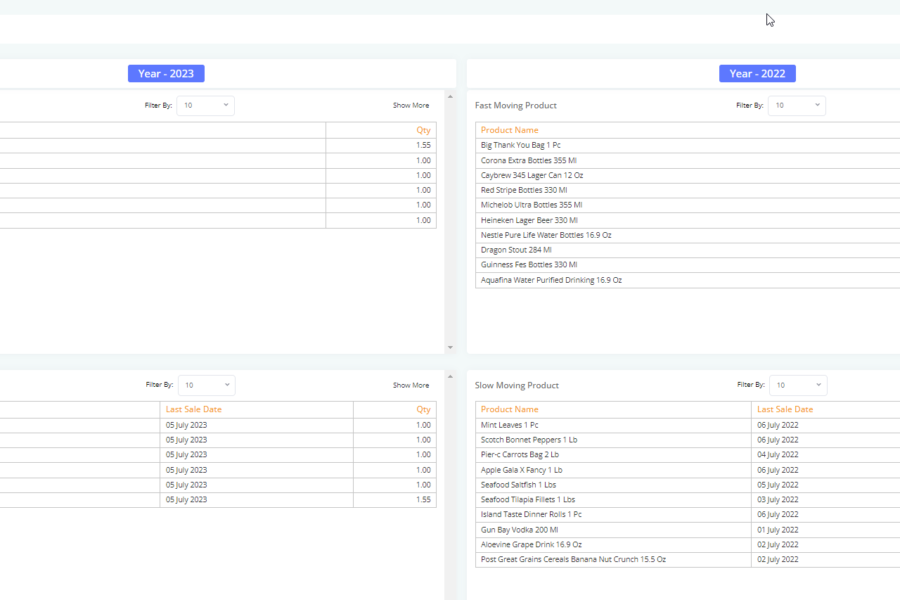 Year - 2023
Filter By: 10 Show More
Qty
1.55
1.00
1.00
1.00
1.00
1.00
Year - 2022
Fast Moving Product Filter By: 10
Product Name
Big Thank You Bag 1 Pc
Corona Extra Bottles 355 Ml
Caybrew 345 Lager Can 12 Oz
Red Stripe Bottles 330 Ml
Michelob Ultra Bottles 355 Ml
Heineken Lager Beer 330 Ml
Nestle Pure Life Water Bottles 16.9 Oz
Dragon Stout 284 Ml
Guinness Fes Bottles 330 Ml
Aquafina Water Purified Drinking 16.9 Oz
Filter By: 10 Show More
Last Sale Date Qty
05 July 2023 1.00
05 July 2023 1.00
05 July 2023 1.00
05 July 2023 1.00
05 July 2023 1.00
05 July 2023 1.55
Slow Moving Product Filter By: 10
Product Name Last Sale Date
Mint Leaves 1 Pc 06 July 2022
Scotch Bonnet Peppers 1 Lb 06 July 2022
Pier-c Carrots Bag 2 Lb 04 July 2022
Apple Gala X Fancy 1 Lb 06 July 2022
Seafood Saltfish 1 Lbs 05 July 2022
Seafood Tilapia Fillets 1 Lbs 03 July 2022
Island Taste Dinner Rolls 1 Pc 06 July 2022
Gun Bay Vodka 200 Ml 01 July 2022
Aloevine Grape Drink 16.9 Oz 02 July 2022
Post Great Grains Cereals Banana Nut Crunch 15.5 Oz 02 July 2022